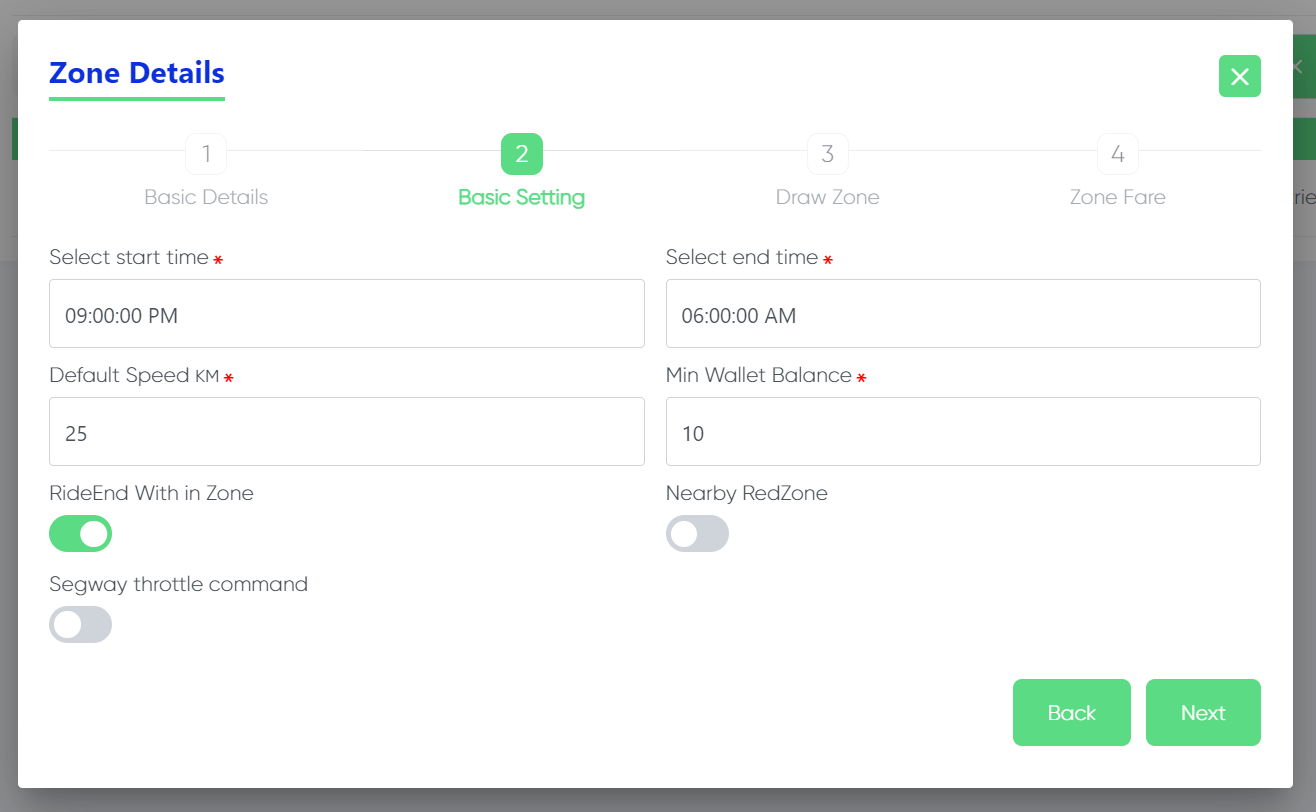 Zone Details
1
2
3
4
Basic Details
Basic Setting
Draw Zone
Zone Fare
Select start time *
Select end time *
09:00:00 PM
06:00:00 AM
Default Speed KM *
Min Wallet Balance *
25
10
RideEnd With in Zone
Nearby RedZone
Segway throttle command
Back
Next